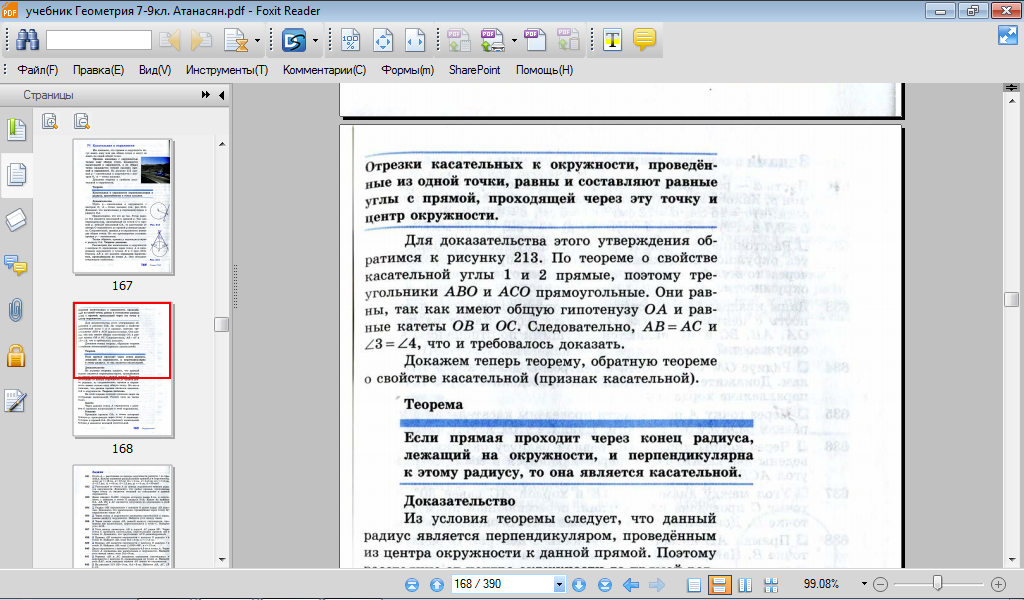 учебник Геометрия 7-9кл. Атанасян.pdf - Foxit Reader
Файл(F) Правка(E) Вид(V) Инструменты(T) Комментарии(C) Формы(m) SharePoint Помощь(H)
Страницы
167
168
Отрезки касательных к окружности, проведён-
ные из одной точки, равны и составляют равные
углы с прямой, проходящей через эту точку и
центр окружности.
Для доказательства этого утверждения об-
ратимся к рисунку 213. По теореме о свойстве
касательной углы 1 и 2 прямые, поэтому тре-
угольники ABO и ACO прямоугольные. Они рав-
ны, так как имеют общую гипотенузу OA и рав-
ные катеты OB и OC. Следовательно, AB = AC и
∠3 = ∠4, что и требовалось доказать.
Докажем теперь теорему, обратную теореме
о свойстве касательной (признак касательной).
Теорема
Если прямая проходит через конец радиуса,
лежащий на окружности, и перпендикулярна
к этому радиусу, то она является касательной.
Доказательство
Из условия теоремы следует, что данный
радиус является перпендикуляром, проведённым
из центра окружности к данной прямой. Поэтому
168 / 390
99.08%